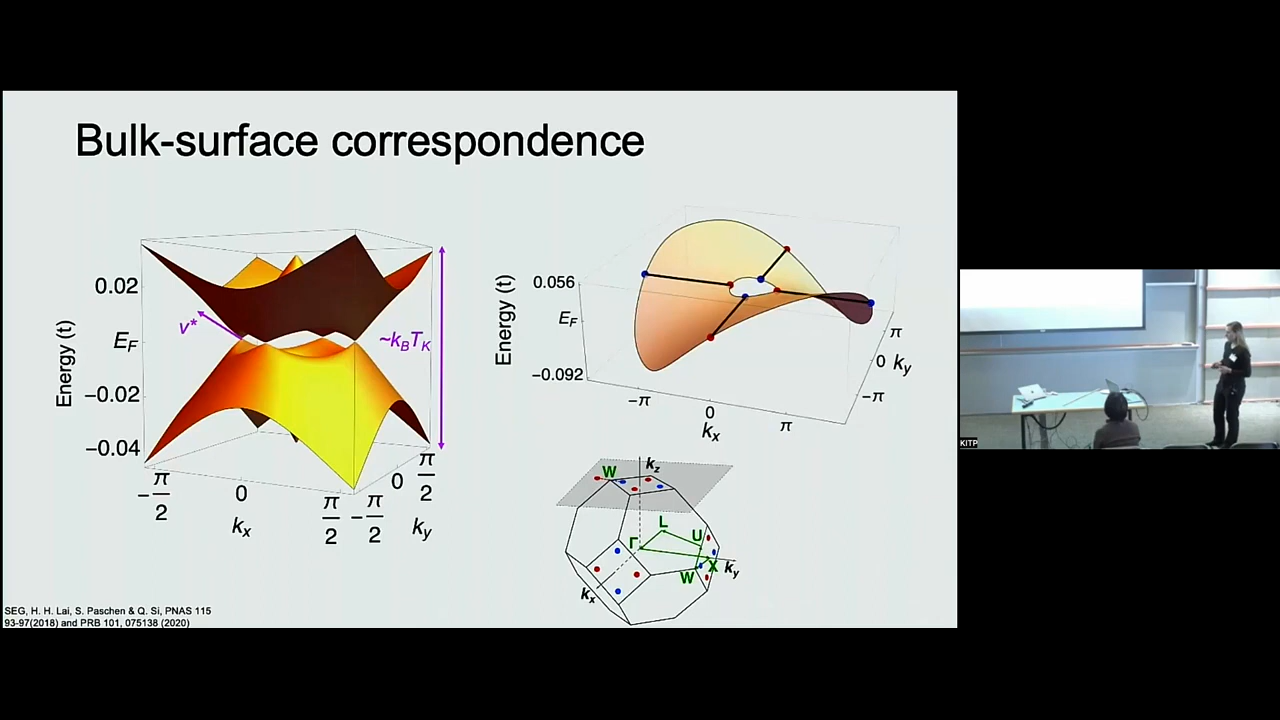 Bulk-surface correspondence
Energy (t)
0.02
E_F
−0.02
−0.04
v*
~k_BT_K
−π/2
0
π/2
k_x
−π/2
0
π/2
k_y
Energy (t)
0.056
E_F
−0.092
−π
0
π
k_x
π
0
−π
k_y
k_z
W
L
Γ
U
X
W
k_y
k_x
SEG, H. H. Lai, S. Paschen & Q. Si, PNAS 115
93-97(2018) and PRB 101, 075138 (2020)
KITP